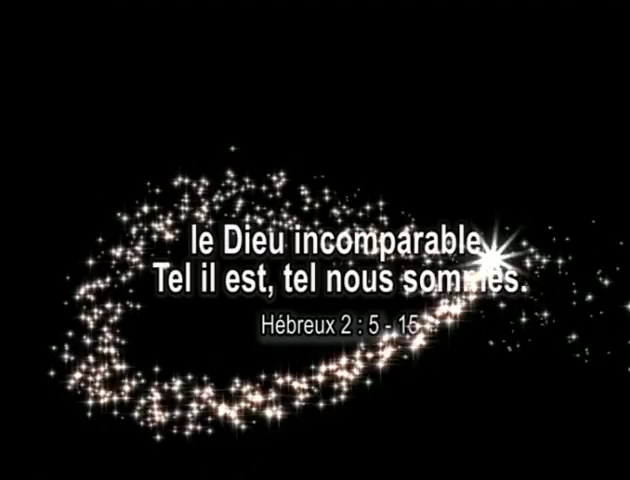 le Dieu incomparable
Tel il est, tel nous sommes.
Hébreux 2 : 5 - 15